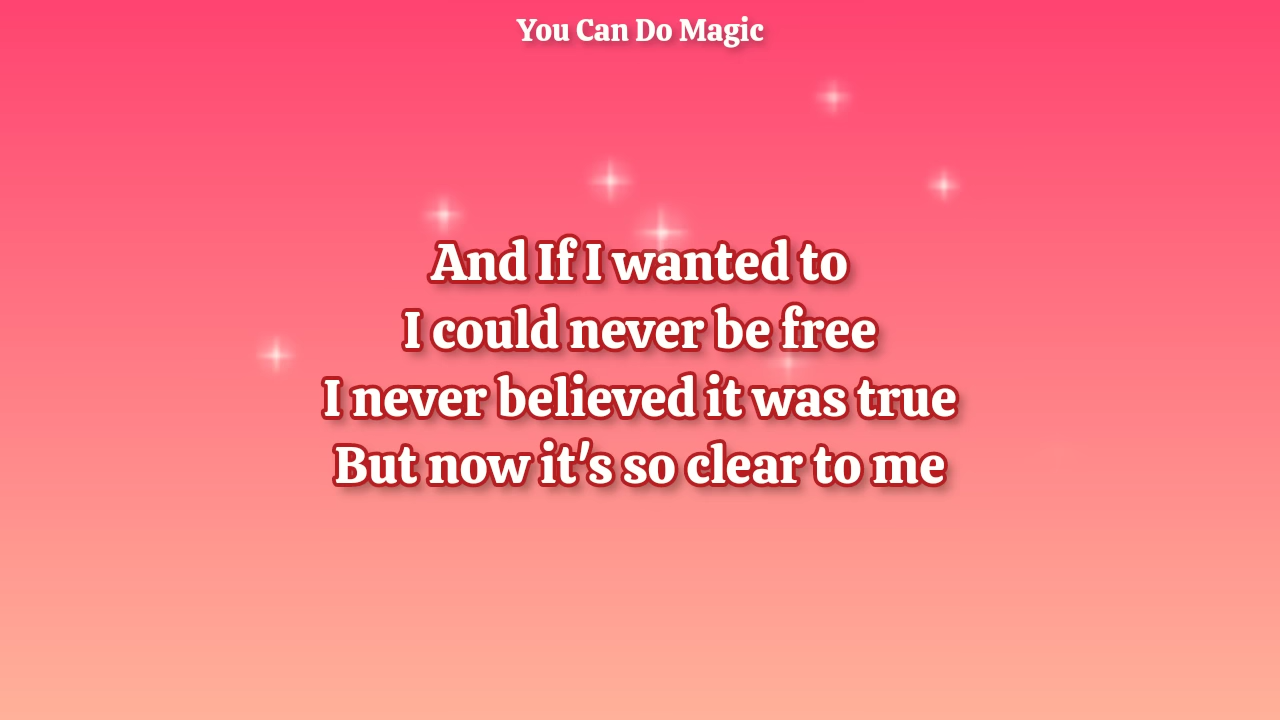 You Can Do Magic
And If I wanted to
I could never be free
I never believed it was true
But now it's so clear to me